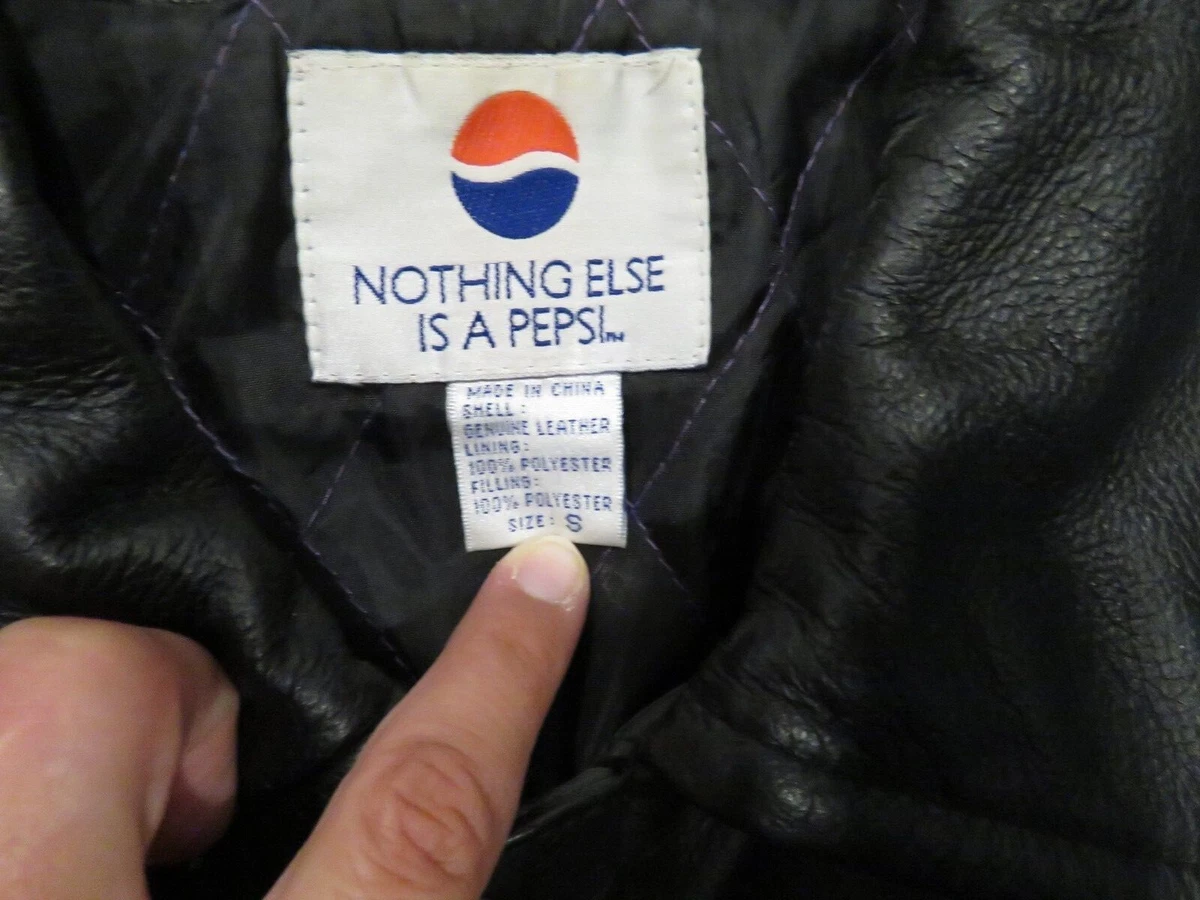 NOTHING ELSE
IS A PEPSI™
MADE IN CHINA
SHELL:
GENUINE LEATHER
LINING:
100% POLYESTER
FILLING:
100% POLYESTER
SIZE: S